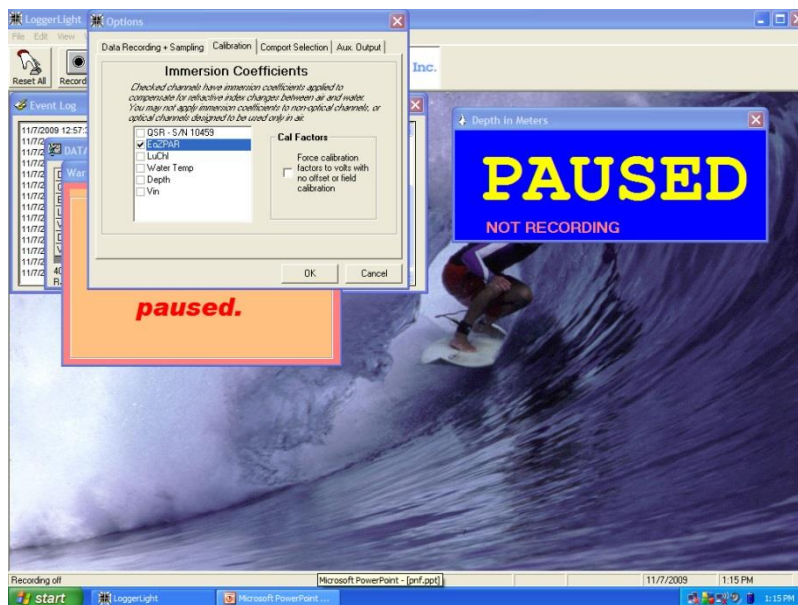 LoggerLight
Options
File Edit View
Data Recording + Sampling Calibration Comport Selection Aux. Output
Reset All Record
Inc.
Immersion Coefficients
Checked channels have immersion coefficients applied to
compensate for refractive index changes between air and water.
You may not apply immersion coefficients to non-optical channels, or
optical channels designed to be used only in air.
QSR - S/N 10459
EoZPAR
LuChl
Water Temp
Depth
Vin
Cal Factors
Force calibration
factors to volts with
no offset or field
calibration
OK Cancel
Event Log
11/7/2009 12:57:
DATA
War
paused.
Depth in Meters
PAUSED
NOT RECORDING
Recording off
Microsoft PowerPoint - [pnf.ppt]
11/7/2009 1:15 PM
start LoggerLight Microsoft PowerPoint ... 1:15 PM